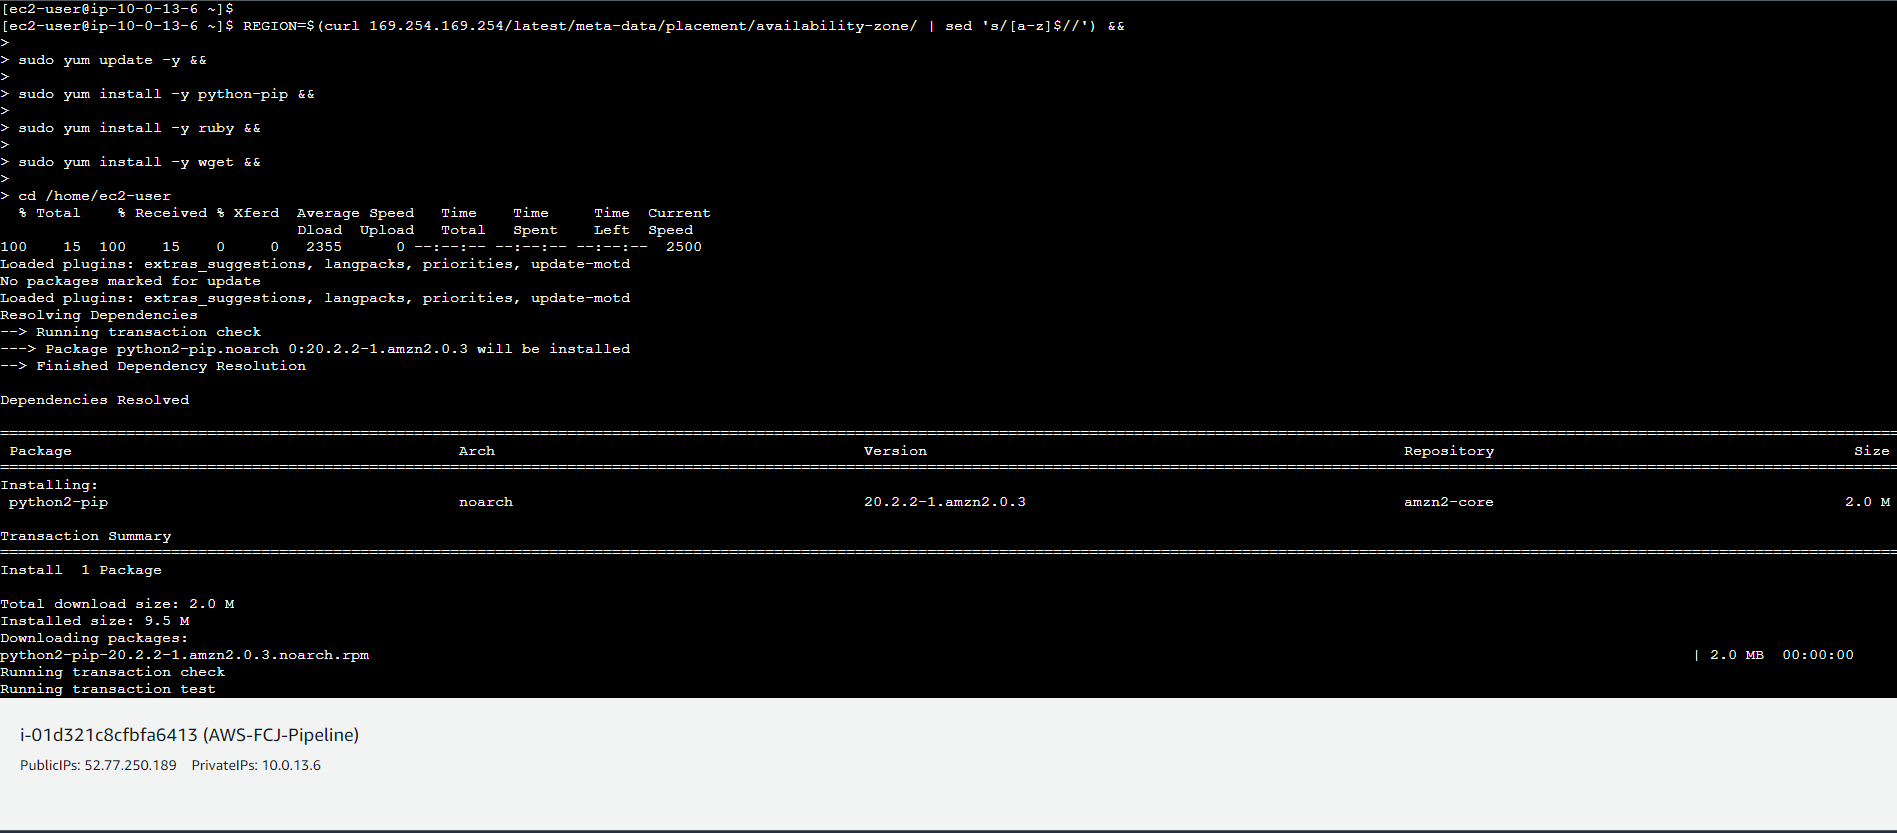 [ec2-user@ip-10-0-13-6 ~]$
[ec2-user@ip-10-0-13-6 ~]$ REGION=$(curl 169.254.169.254/latest/meta-data/placement/availability-zone/ | sed 's/[a-z]$//') &&
>
> sudo yum update -y &&
>
> sudo yum install -y python-pip &&
>
> sudo yum install -y ruby &&
>
> sudo yum install -y wget &&
>
> cd /home/ec2-user
  % Total    % Received % Xferd  Average Speed   Time    Time     Time  Current
                                 Dload  Upload   Total   Spent    Left  Speed
100    15  100    15    0     0   2355      0 --:--:-- --:--:-- --:--:--  2500
Loaded plugins: extras_suggestions, langpacks, priorities, update-motd
No packages marked for update
Loaded plugins: extras_suggestions, langpacks, priorities, update-motd
Resolving Dependencies
--> Running transaction check
---> Package python2-pip.noarch 0:20.2.2-1.amzn2.0.3 will be installed
--> Finished Dependency Resolution
Dependencies Resolved
Package Arch Version Repository Size
Installing:
python2-pip noarch 20.2.2-1.amzn2.0.3 amzn2-core 2.0 M
Transaction Summary
Install  1 Package
Total download size: 2.0 M
Installed size: 9.5 M
Downloading packages:
python2-pip-20.2.2-1.amzn2.0.3.noarch.rpm | 2.0 MB  00:00:00
Running transaction check
Running transaction test
i-01d321c8cfbfa6413 (AWS-FCJ-Pipeline)
PublicIPs: 52.77.250.189 PrivateIPs: 10.0.13.6